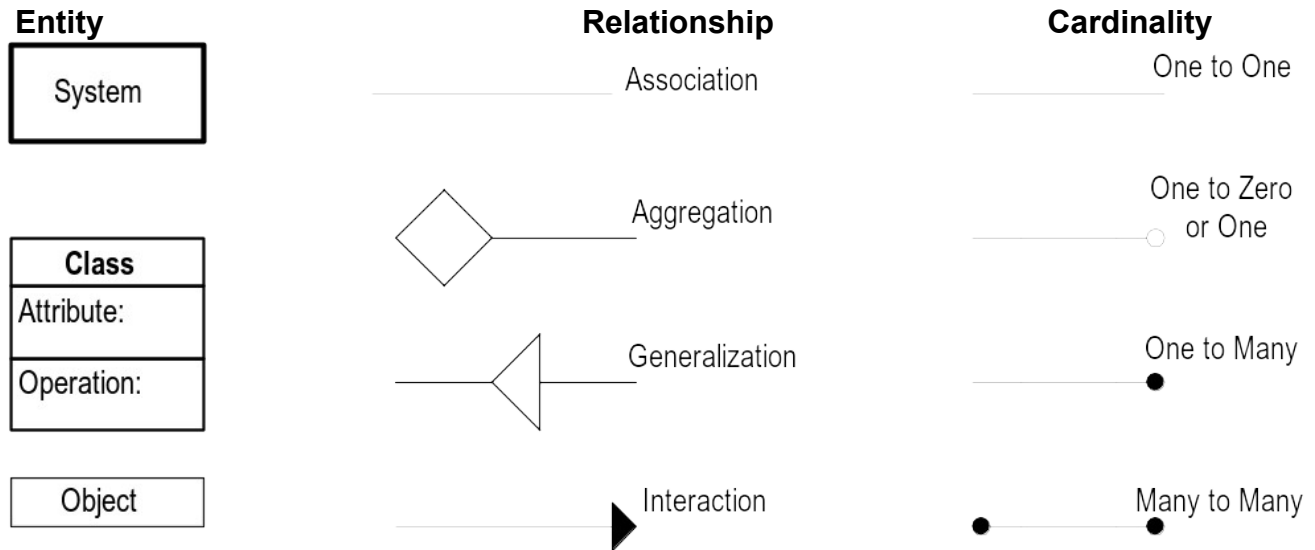 Entity
Relationship
Cardinality
System
Association
One to One
Aggregation
One to Zero
or One
Class
Attribute:
Operation:
Generalization
One to Many
Object
Interaction
Many to Many